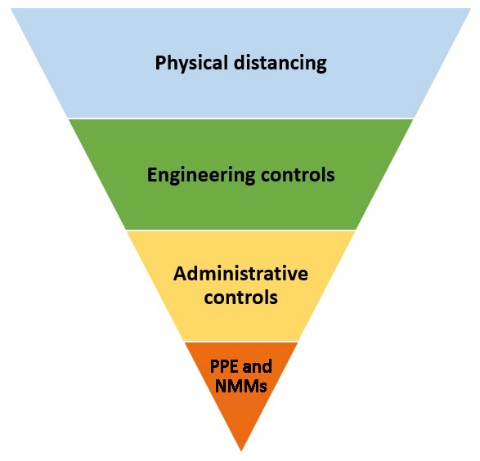 Physical distancing
Engineering controls
Administrative
controls
PPE and
NMMs